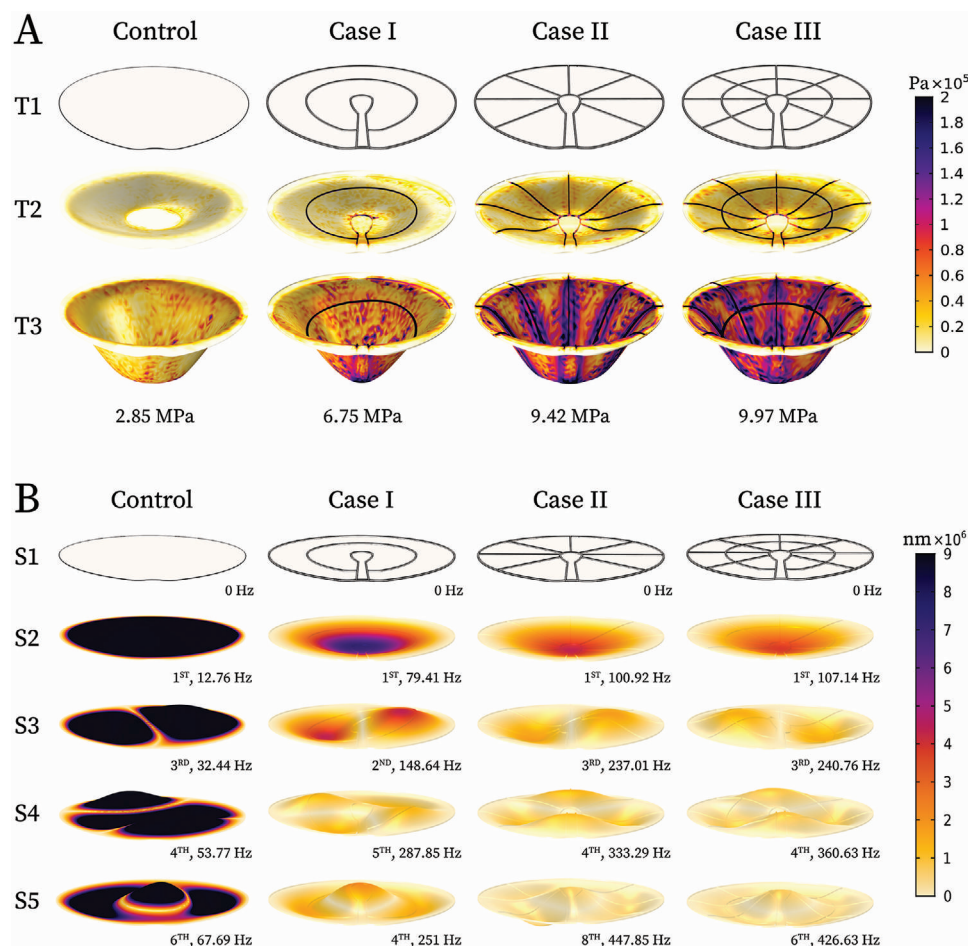 A
Control
Case I
Case II
Case III
Pa×10⁵
T1
T2
T3
2
1.8
1.6
1.4
1.2
1
0.8
0.6
0.4
0.2
0
2.85 MPa
6.75 MPa
9.42 MPa
9.97 MPa
B
Control
Case I
Case II
Case III
nm×10⁶
S1
0 Hz
0 Hz
0 Hz
0 Hz
S2
1ST, 12.76 Hz
1ST, 79.41 Hz
1ST, 100.92 Hz
1ST, 107.14 Hz
S3
3RD, 32.44 Hz
2ND, 148.64 Hz
3RD, 237.01 Hz
3RD, 240.76 Hz
S4
4TH, 53.77 Hz
5TH, 287.85 Hz
4TH, 333.29 Hz
4TH, 360.63 Hz
S5
6TH, 67.69 Hz
4TH, 251 Hz
8TH, 447.85 Hz
6TH, 426.63 Hz
9
8
7
6
5
4
3
2
1
0